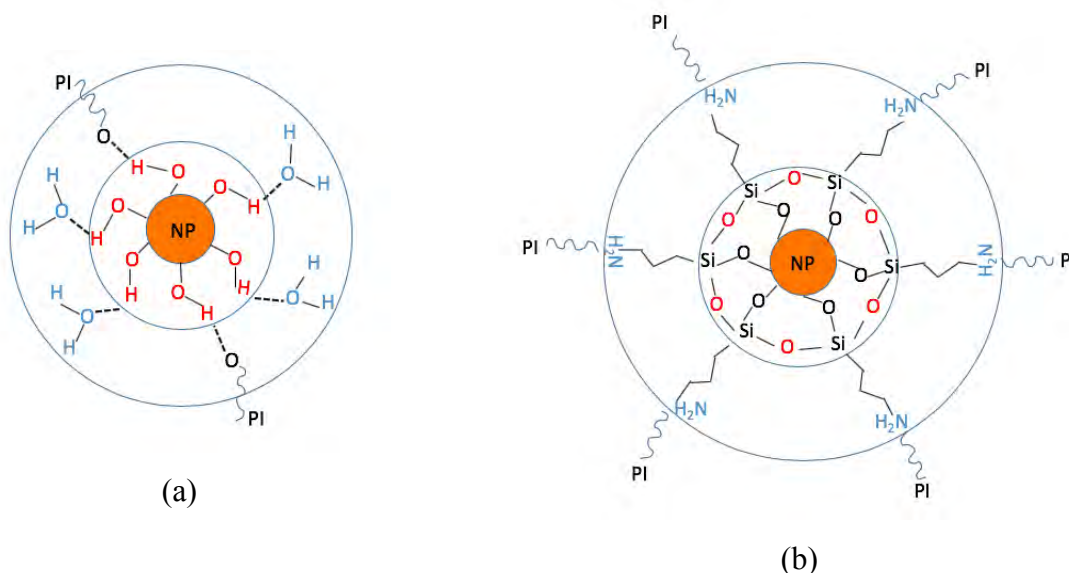 PI
O H
H O O H
H O
O O H
H H NP
O H
H H O H O
H
O H
H
O
PI
(a)
PI
PI
H₂N H₂N
Si O Si
O O O
O
PI H₂N Si O NP O Si H₂N P
O O O O
Si O Si
H₂N H₂N
PI PI
(b)